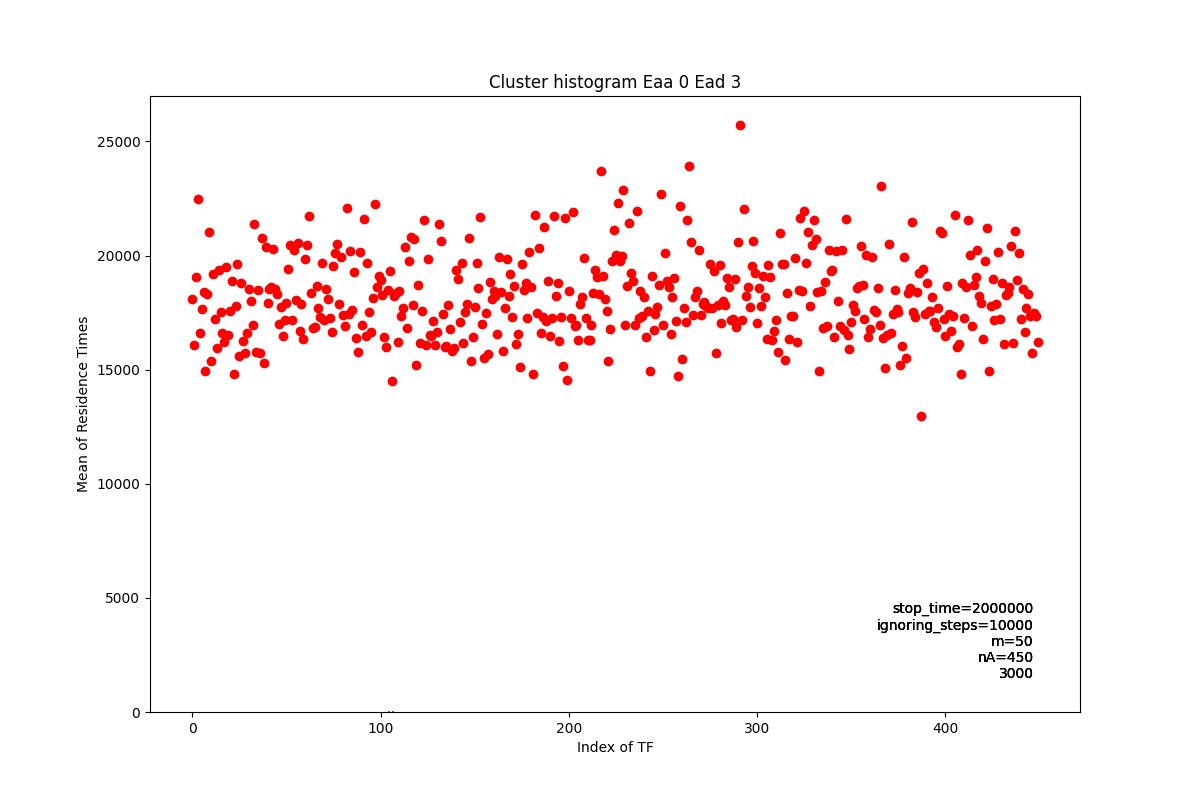 Cluster histogram Eaa 0 Ead 3
25000
20000
15000
10000
5000
0
Mean of Residence Times
stop_time=2000000
ignoring_steps=10000
m=50
nA=450
3000
0 100 200 300 400
Index of TF